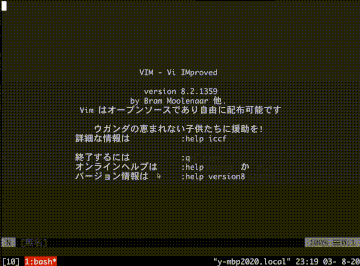 VIM - Vi IMproved
version 8.2.1359
by Bram Moolenaar 他.
Vim はオープンソースであり自由に配布可能です
ウガンダの恵まれない子供たちに援助を!
詳細な情報は :help iccf
終了するには :q
オンラインヘルプは :help か
バージョン情報は :help version8
N [無名]
[10] 1:bash* "y-mbp2020.local" 23:19 03- 8-20